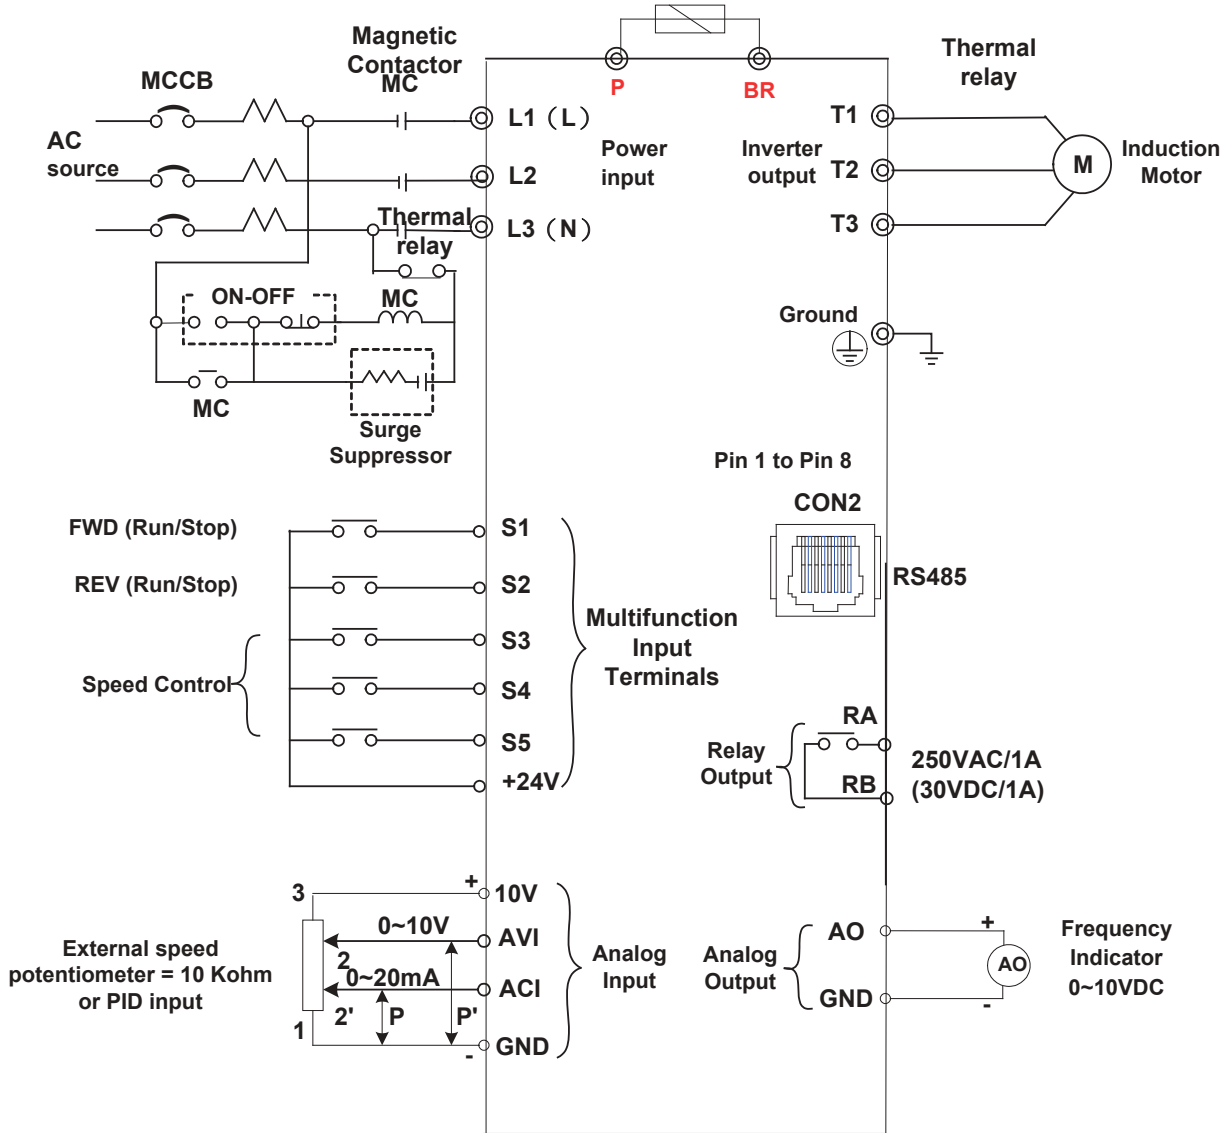 Magnetic
Contactor
MC
MCCB
AC
source
P
BR
Thermal
relay
L1 (L)
L2
L3 (N)
Power
input
Inverter
output
T1
T2
T3
M
Induction
Motor
Thermal
relay
ON-OFF
MC
MC
Surge
Suppressor
Ground
Pin 1 to Pin 8
CON2
RS485
FWD (Run/Stop)
REV (Run/Stop)
Speed Control
S1
S2
S3
S4
S5
+24V
Multifunction
Input
Terminals
Relay
Output
RA
RB
250VAC/1A
(30VDC/1A)
External speed
potentiometer = 10 Kohm
or PID input
3
2
2'
1
+
0~10V
0~20mA
P
P'
-
10V
AVI
ACI
GND
Analog
Input
Analog
Output
AO
GND
+
AO
-
Frequency
Indicator
0~10VDC